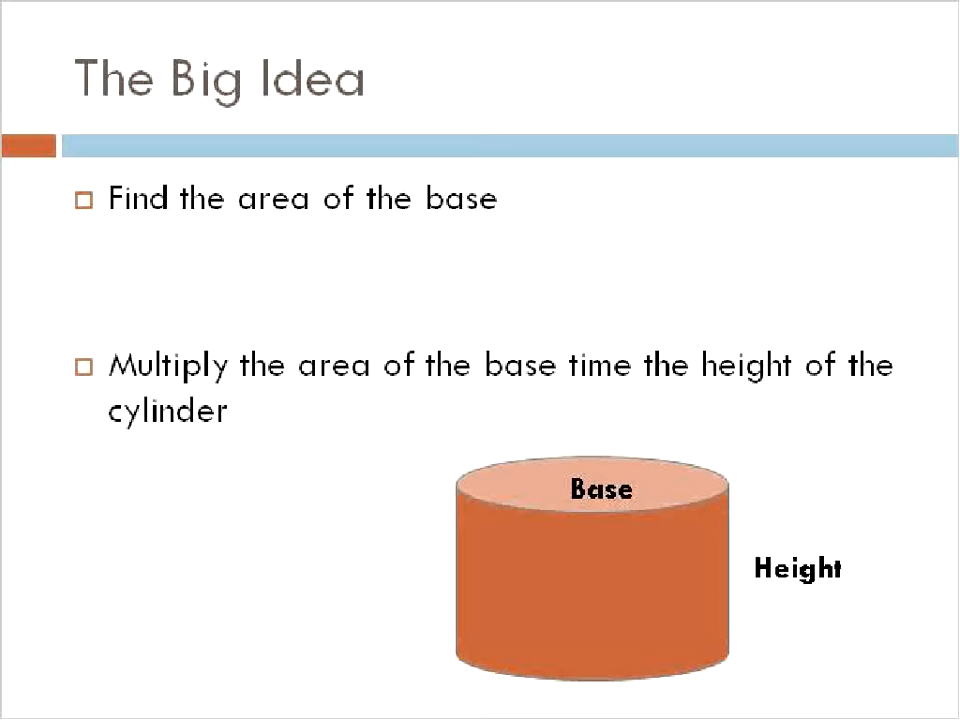 The Big Idea
Find the area of the base
Multiply the area of the base time the height of the
cylinder
Base
Height